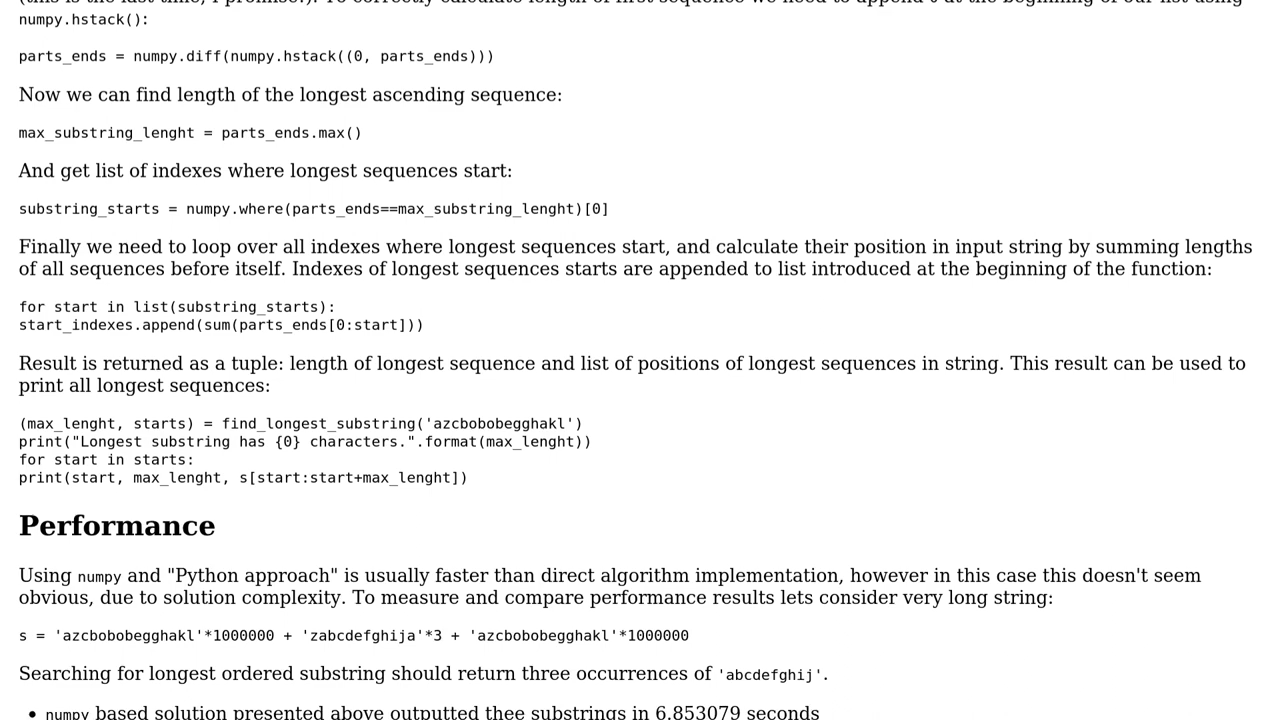 numpy.hstack():
parts_ends = numpy.diff(numpy.hstack((0, parts_ends)))
Now we can find length of the longest ascending sequence:
max_substring_lenght = parts_ends.max()
And get list of indexes where longest sequences start:
substring_starts = numpy.where(parts_ends==max_substring_lenght)[0]
Finally we need to loop over all indexes where longest sequences start, and calculate their position in input string by summing lengths
of all sequences before itself. Indexes of longest sequences starts are appended to list introduced at the beginning of the function:
for start in list(substring_starts):
start_indexes.append(sum(parts_ends[0:start]))
Result is returned as a tuple: length of longest sequence and list of positions of longest sequences in string. This result can be used to
print all longest sequences:
(max_lenght, starts) = find_longest_substring('azcbobobegghakl')
print("Longest substring has {0} characters.".format(max_lenght))
for start in starts:
print(start, max_lenght, s[start:start+max_lenght])
Performance
Using numpy and "Python approach" is usually faster than direct algorithm implementation, however in this case this doesn't seem
obvious, due to solution complexity. To measure and compare performance results lets consider very long string:
s = 'azcbobobegghakl'*1000000 + 'zabcdefghija'*3 + 'azcbobobegghakl'*1000000
Searching for longest ordered substring should return three occurrences of 'abcdefghij'.
• numpy based solution presented above outputted thee substrings in 6.853079 seconds